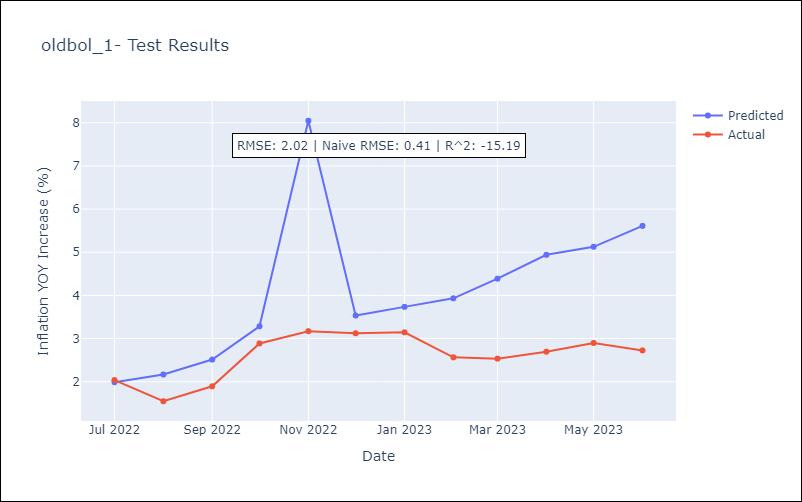 oldbol_1- Test Results
Predicted
Actual
RMSE: 2.02 | Naive RMSE: 0.41 | R^2: -15.19
Inflation YOY Increase (%)
8
7
6
5
4
3
2
Jul 2022
Sep 2022
Nov 2022
Jan 2023
Mar 2023
May 2023
Date